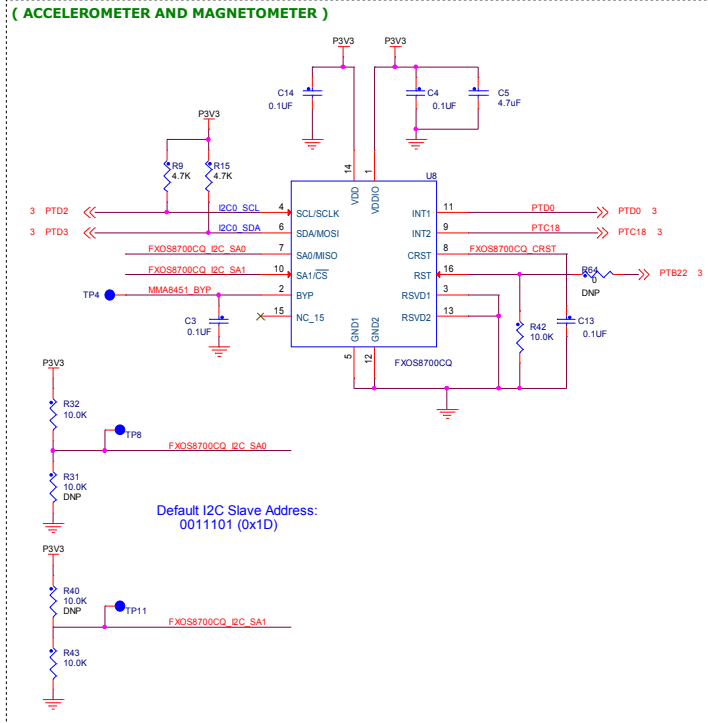 ( ACCELEROMETER AND MAGNETOMETER )
P3V3
P3V3
C14
0.1UF
C4
0.1UF
C5
4.7uF
P3V3
R9
4.7K
R15
4.7K
14
1
U8
VDD
VDDIO
3 PTD2
I2C0_SCL
4
SCL/SCLK
INT1
11
PTD0
PTD0 3
3 PTD3
I2C0_SDA
6
SDA/MOSI
INT2
9
PTC18
PTC18 3
FXOS8700CQ_I2C_SA0
7
SA0/MISO
CRST
8
FXOS8700CQ_CRST
FXOS8700CQ_I2C_SA1
10
SA1/CS
RST
16
R64
0
DNP
PTB22 3
TP4
MMA8451_BYP
2
BYP
RSVD1
3
15
NC_15
RSVD2
13
C3
0.1UF
GND1
GND2
5
12
FXOS8700CQ
R42
10.0K
C13
0.1UF
P3V3
R32
10.0K
TP8
FXOS8700CQ_I2C_SA0
R31
10.0K
DNP
Default I2C Slave Address:
0011101 (0x1D)
P3V3
R40
10.0K
DNP
TP11
FXOS8700CQ_I2C_SA1
R43
10.0K